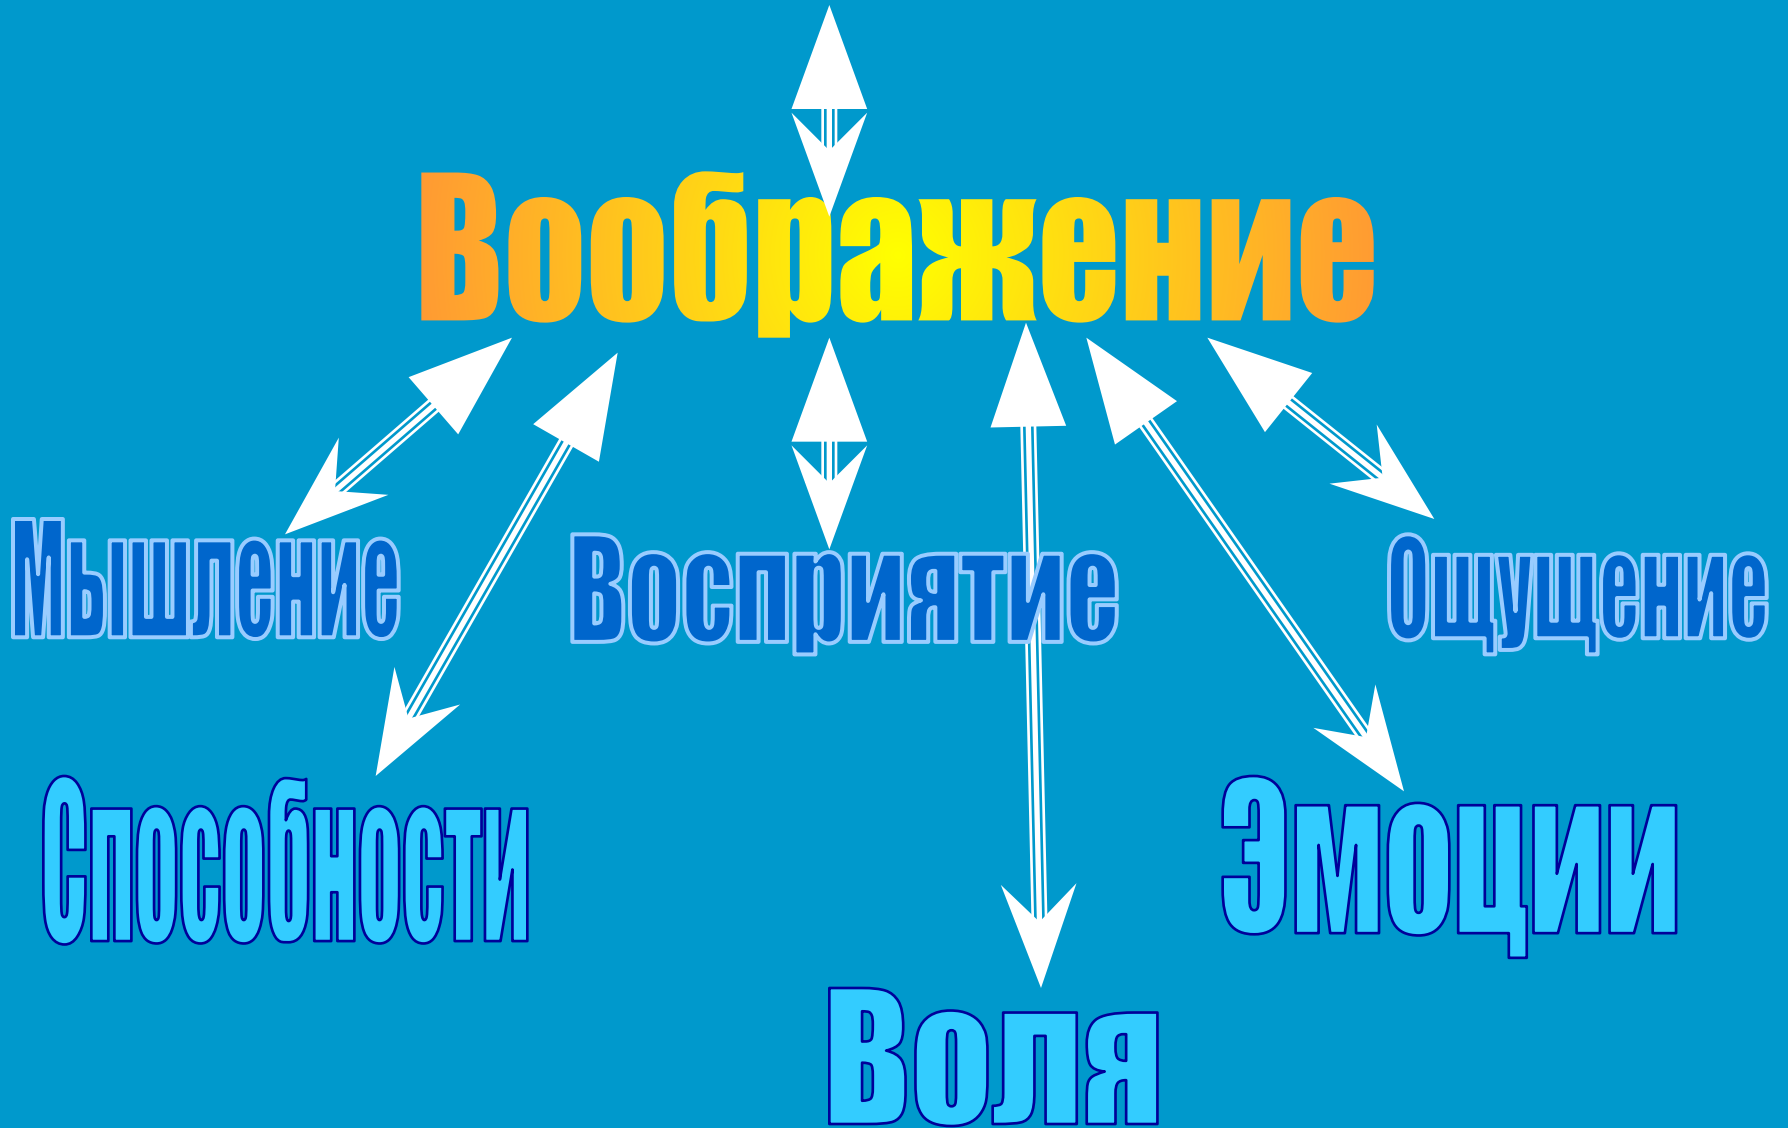 Воображение
Мышление
Восприятие
Ощущение
Способности
Эмоции
Воля